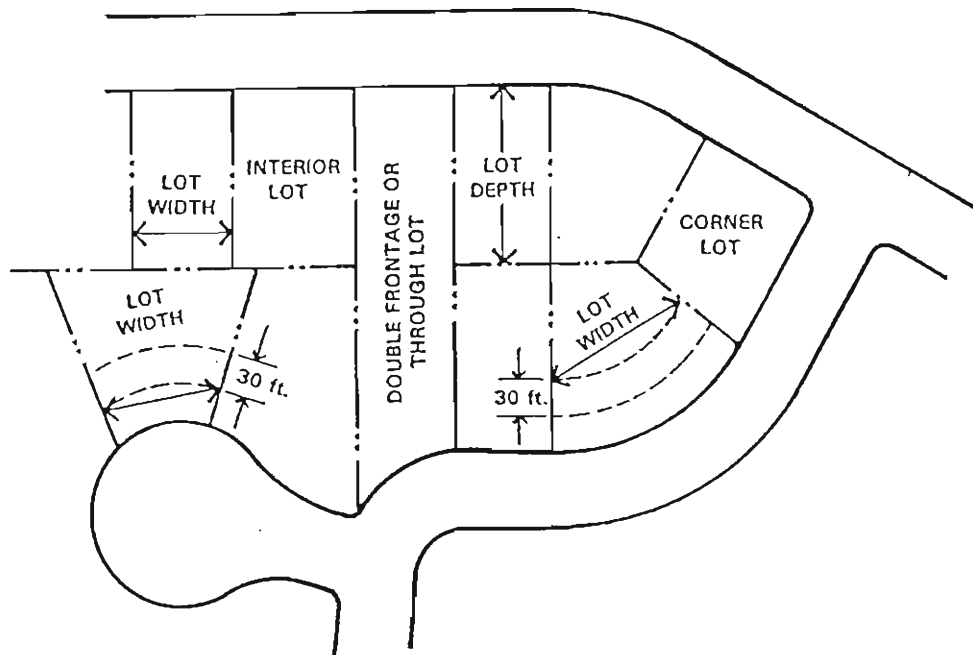 INTERIOR
LOT
LOT
WIDTH
DOUBLE FRONTAGE OR
THROUGH LOT
LOT
DEPTH
CORNER
LOT
LOT
WIDTH
30 ft.
LOT
WIDTH
30 ft.